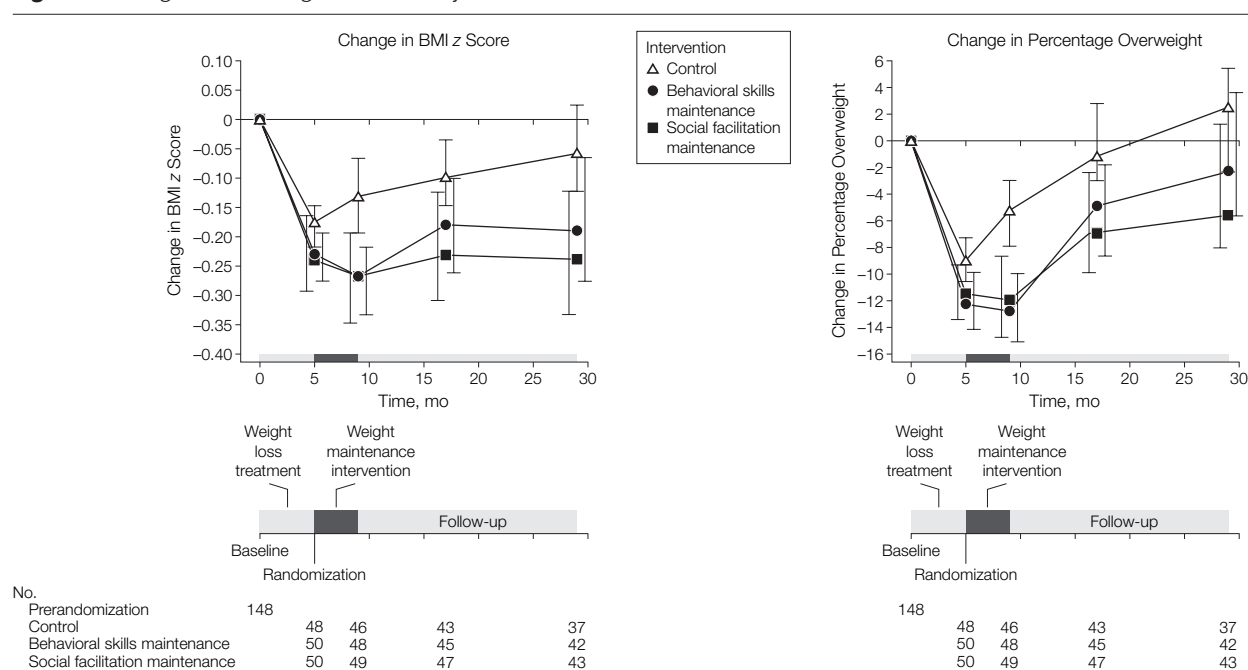 Change in BMI z Score
0.10
0.05
0
–0.05
–0.10
–0.15
–0.20
–0.25
–0.30
–0.35
–0.40
Change in BMI z Score
0 5 10 15 20 25 30
Time, mo
Intervention
Control
Behavioral skills
maintenance
Social facilitation
maintenance
Change in Percentage Overweight
6
4
2
0
–2
–4
–6
–8
–10
–12
–14
–16
Change in Percentage Overweight
0 5 10 15 20 25 30
Time, mo
Weight
loss
treatment
Weight
maintenance
intervention
Follow-up
Baseline
Randomization
Weight
loss
treatment
Weight
maintenance
intervention
Follow-up
Baseline
Randomization
No.
Prerandomization 148 148
Control 48 46 43 37 48 46 43 37
Behavioral skills maintenance 50 48 45 42 50 48 45 42
Social facilitation maintenance 50 49 47 43 50 49 47 43